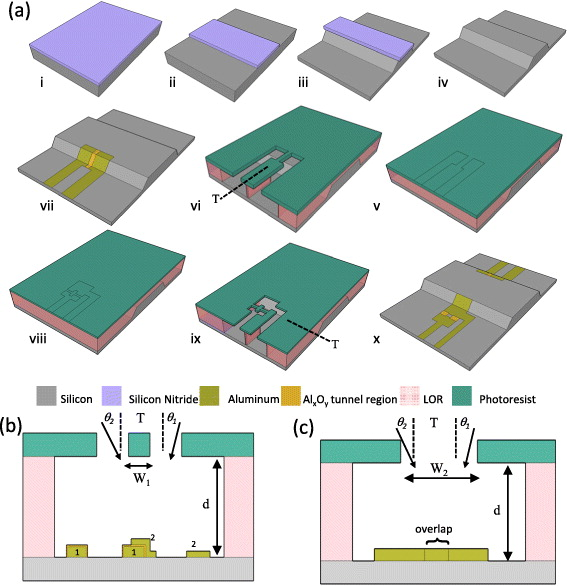 (a)
i
ii
iii
iv
vii
T
vi
v
viii
ix
T
x
Silicon
Silicon Nitride
Aluminum
AlxOy tunnel region
LOR
Photoresist
(b)
θ2
T
θ1
W1
d
1
1
2
2
(c)
θ2
T
θ1
W2
d
overlap